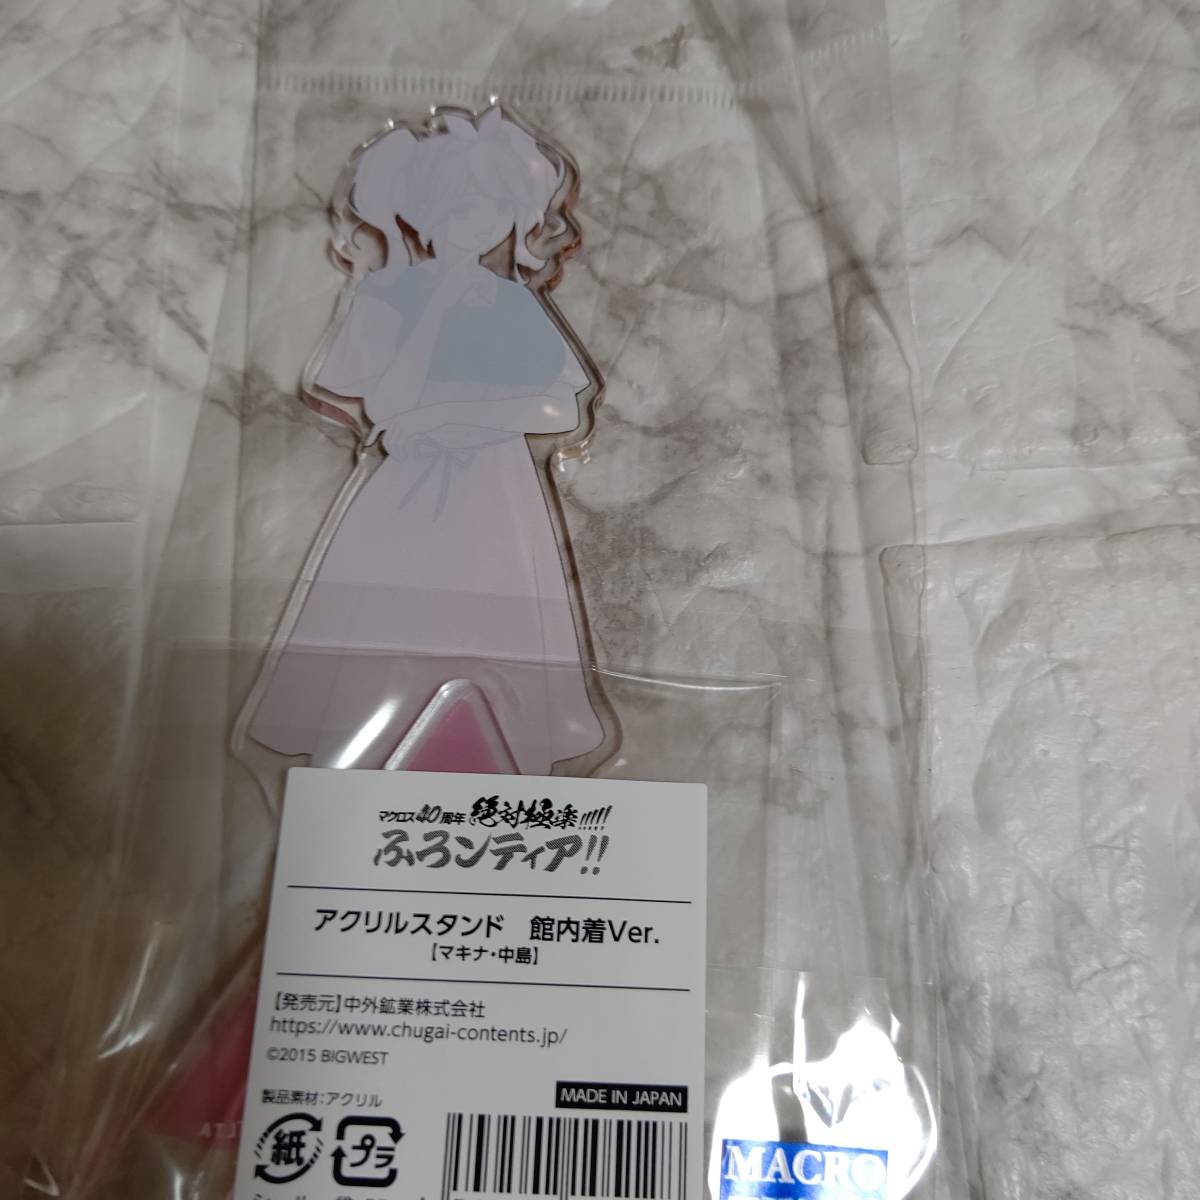 マクロス40周年 絶対極楽!!!!!
ふろンティア!!
アクリルスタンド 館内着Ver.
【マキナ・中島】
【発売元】中外鉱業株式会社
https://www.chugai-contents.jp/
©2015 BIGWEST
製品素材:アクリル
MADE IN JAPAN
紙
プラ
MACRO